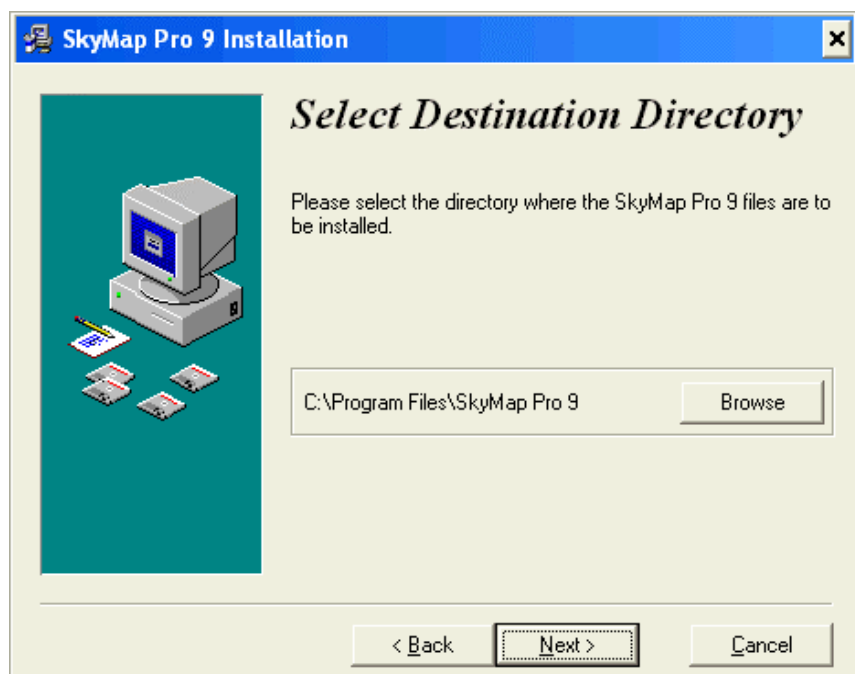 SkyMap Pro 9 Installation
Select Destination Directory
Please select the directory where the SkyMap Pro 9 files are to
be installed.
C:\Program Files\SkyMap Pro 9
Browse
< Back
Next >
Cancel